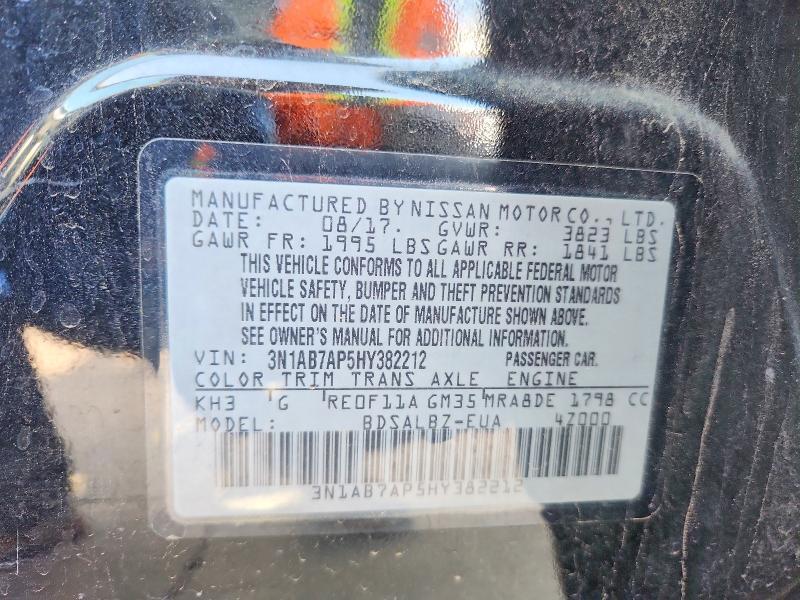 MANUFACTURED BY NISSAN MOTOR CO., LTD.
DATE: 08/17. GVWR: 3823 LBS
GAWR FR: 1995 LBS GAWR RR: 1841 LBS
THIS VEHICLE CONFORMS TO ALL APPLICABLE FEDERAL MOTOR
VEHICLE SAFETY, BUMPER AND THEFT PREVENTION STANDARDS
IN EFFECT ON THE DATE OF MANUFACTURE SHOWN ABOVE.
SEE OWNER'S MANUAL FOR ADDITIONAL INFORMATION.
VIN: 3N1AB7AP5HY382212 PASSENGER CAR.
COLOR TRIM TRANS AXLE ENGINE
KH3 G RE0F11A GM35 MRA8DE 1798 CC
MODEL: BDSALBZ-EUA 4Z000
3N1AB7AP5HY382212